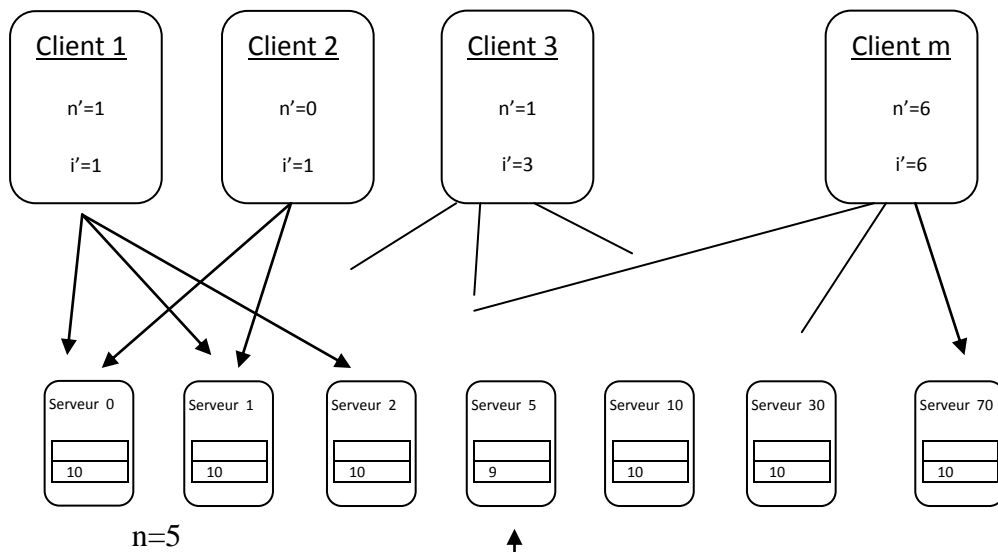 Client 1 Client 2 Client 3 Client m
n’=1 n’=0 n’=1 n’=6
i’=1 i’=1 i’=3 i’=6
Serveur 0 Serveur 1 Serveur 2 Serveur 5 Serveur 10 Serveur 30 Serveur 70
10 10 10 9 10 10 10
n=5